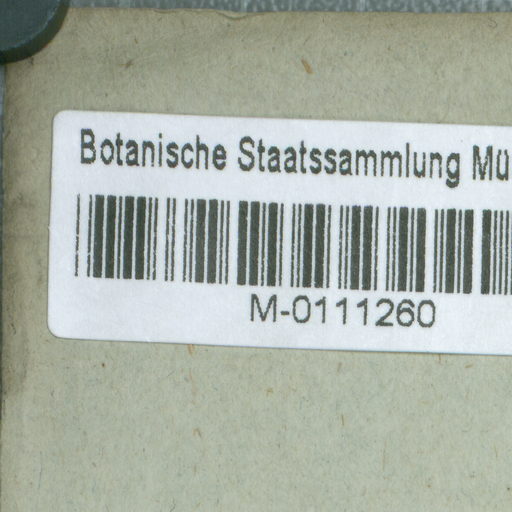 Botanische Staatssammlung Mü
M-0111260